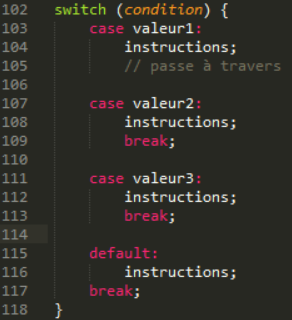 102 switch (condition) {
103     case valeur1:
104         instructions;
105         // passe à travers
106
107     case valeur2:
108         instructions;
109         break;
110
111     case valeur3:
112         instructions;
113         break;
114
115     default:
116         instructions;
117     break;
118 }